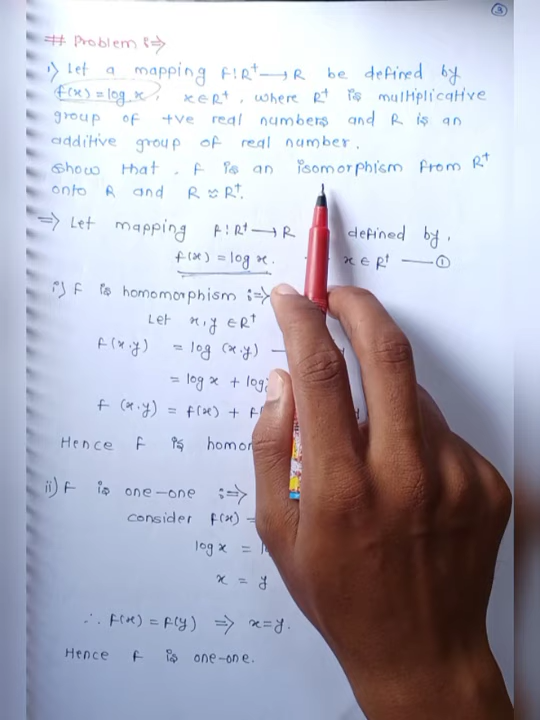 3
## Problem :⇒
1) Let a mapping f:R⁺ → R be defined by
f(x) = log x, x ∈ R⁺, where R⁺ is multiplicative
group of +ve real numbers and R is an
additive group of real number.
Show that, f is an isomorphism from R⁺
onto R and R ≈ R⁺.
⇒ Let mapping f:R⁺ → R defined by,
f(x) = log x. x ∈ R⁺ — ①
i) f is homomorphism :⇒
Let x,y ∈ R⁺
f(x.y) = log (x.y) —
= log x + log
f (x.y) = f(x) + f
Hence f is
ii) f is one-one :⇒
consider f(x) =
log x =
x = y
∴ f(x) = f(y) ⇒ x = y.
Hence f is one-one.